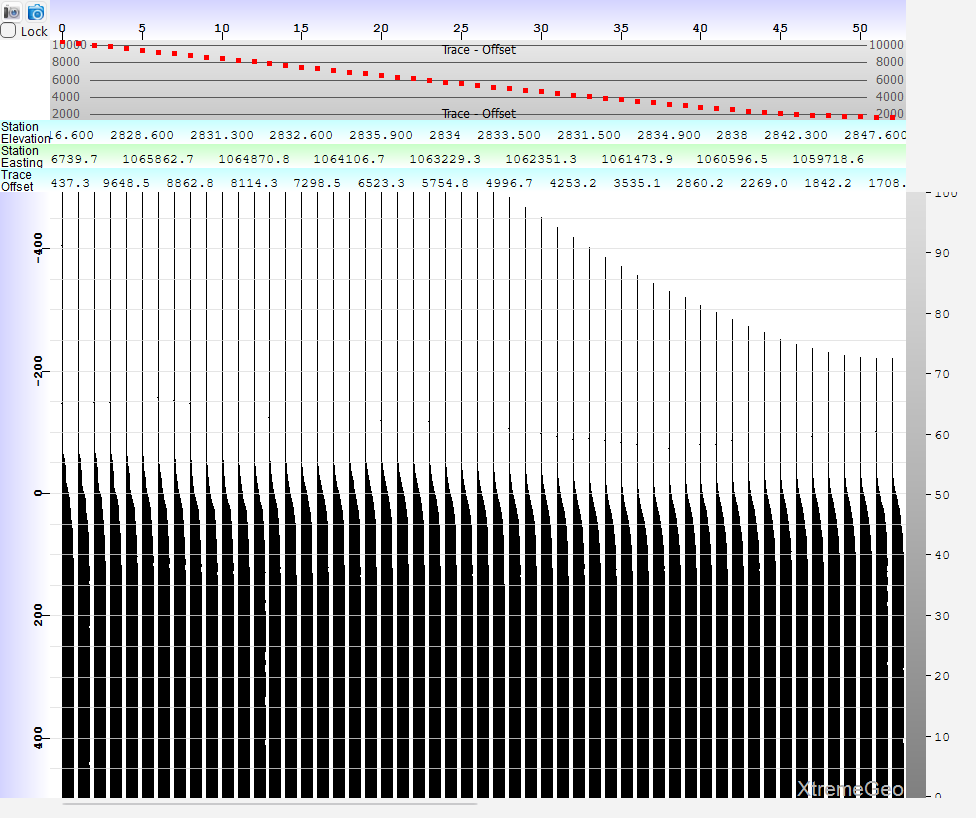 Lock
0 5 10 15 20 25 30 35 40 45 50
10000 Trace - Offset 10000
8000 8000
6000 6000
4000 4000
2000 Trace - Offset 2000
Station
Elevation 16.600 2828.600 2831.300 2832.600 2835.900 2834 2833.500 2831.500 2834.900 2838 2842.300 2847.600
Station
Easting 6739.7 1065862.7 1064870.8 1064106.7 1063229.3 1062351.3 1061473.9 1060596.5 1059718.6
Trace
Offset 437.3 9648.5 8862.8 8114.3 7298.5 6523.3 5754.8 4996.7 4253.2 3535.1 2860.2 2269.0 1842.2 1708.
100
-400 90
80
-200 70
60
0 50
40
200 30
20
400 10
XtremeGeo 0